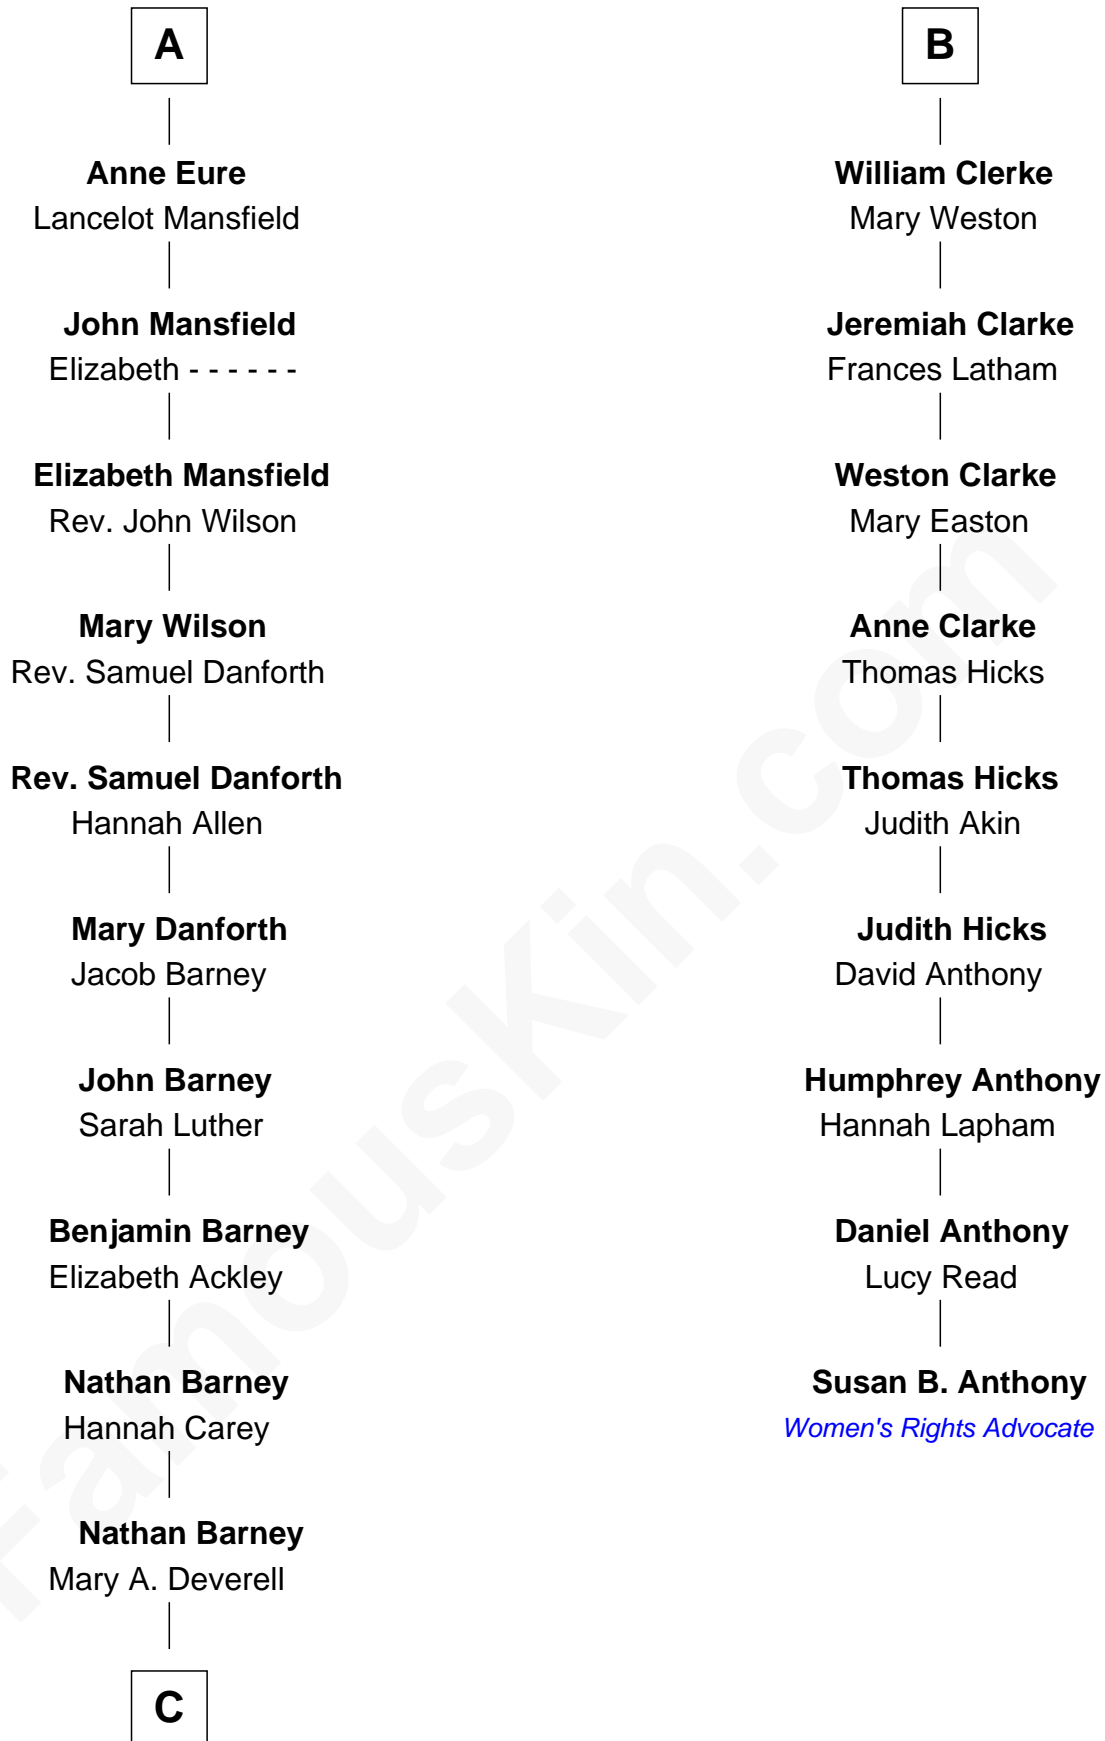 A
Anne Eure
Lancelot Mansfield
John Mansfield
Elizabeth - - - - - -
Elizabeth Mansfield
Rev. John Wilson
Mary Wilson
Rev. Samuel Danforth
Rev. Samuel Danforth
Hannah Allen
Mary Danforth
Jacob Barney
John Barney
Sarah Luther
Benjamin Barney
Elizabeth Ackley
Nathan Barney
Hannah Carey
Nathan Barney
Mary A. Deverell
C
B
William Clerke
Mary Weston
Jeremiah Clarke
Frances Latham
Weston Clarke
Mary Easton
Anne Clarke
Thomas Hicks
Thomas Hicks
Judith Akin
Judith Hicks
David Anthony
Humphrey Anthony
Hannah Lapham
Daniel Anthony
Lucy Read
Susan B. Anthony
Women's Rights Advocate
FamousKin.com